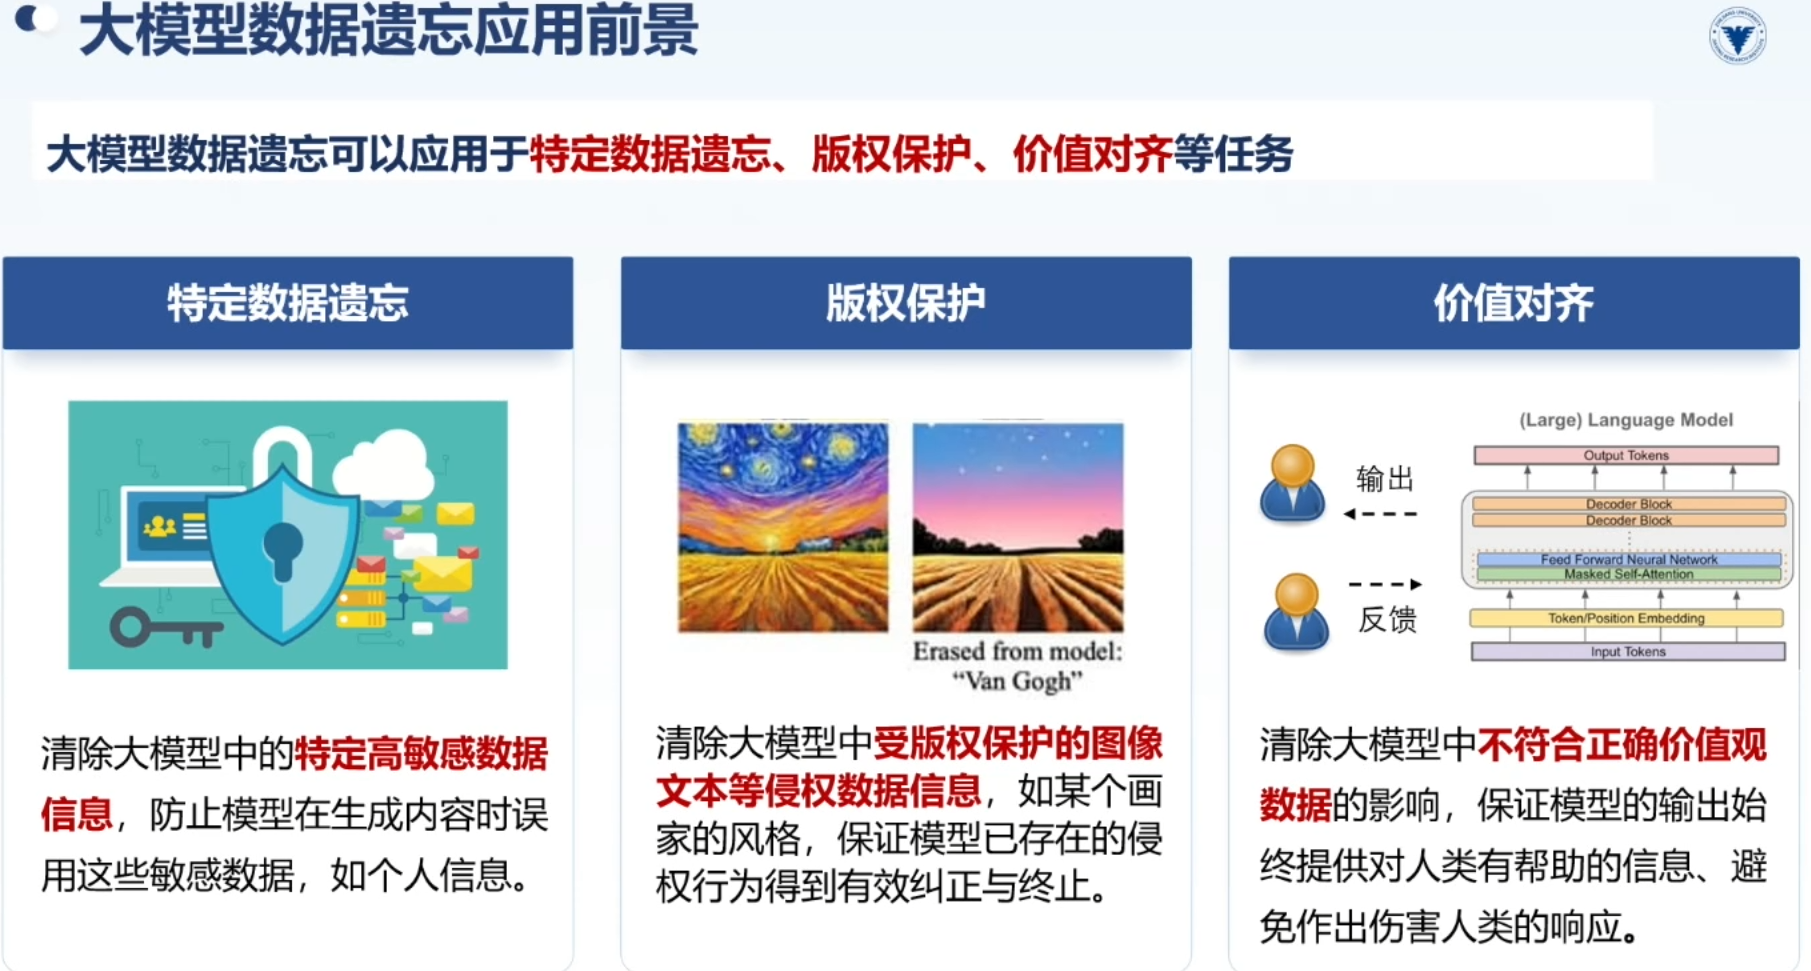 大模型数据遗忘应用前景
大模型数据遗忘可以应用于特定数据遗忘、版权保护、价值对齐等任务
特定数据遗忘
清除大模型中的特定高敏感数据
信息，防止模型在生成内容时误
用这些敏感数据，如个人信息。
版权保护
Erased from model:
“Van Gogh”
清除大模型中受版权保护的图像
文本等侵权数据信息，如某个画
家的风格，保证模型已存在的侵
权行为得到有效纠正与终止。
价值对齐
输出
反馈
(Large) Language Model
Output Tokens
Decoder Block
Decoder Block
Feed Forward Neural Network
Masked Self-Attention
Token/Position Embedding
Input Tokens
清除大模型中不符合正确价值观
数据的影响，保证模型的输出始
终提供对人类有帮助的信息、避
免作出伤害人类的响应。